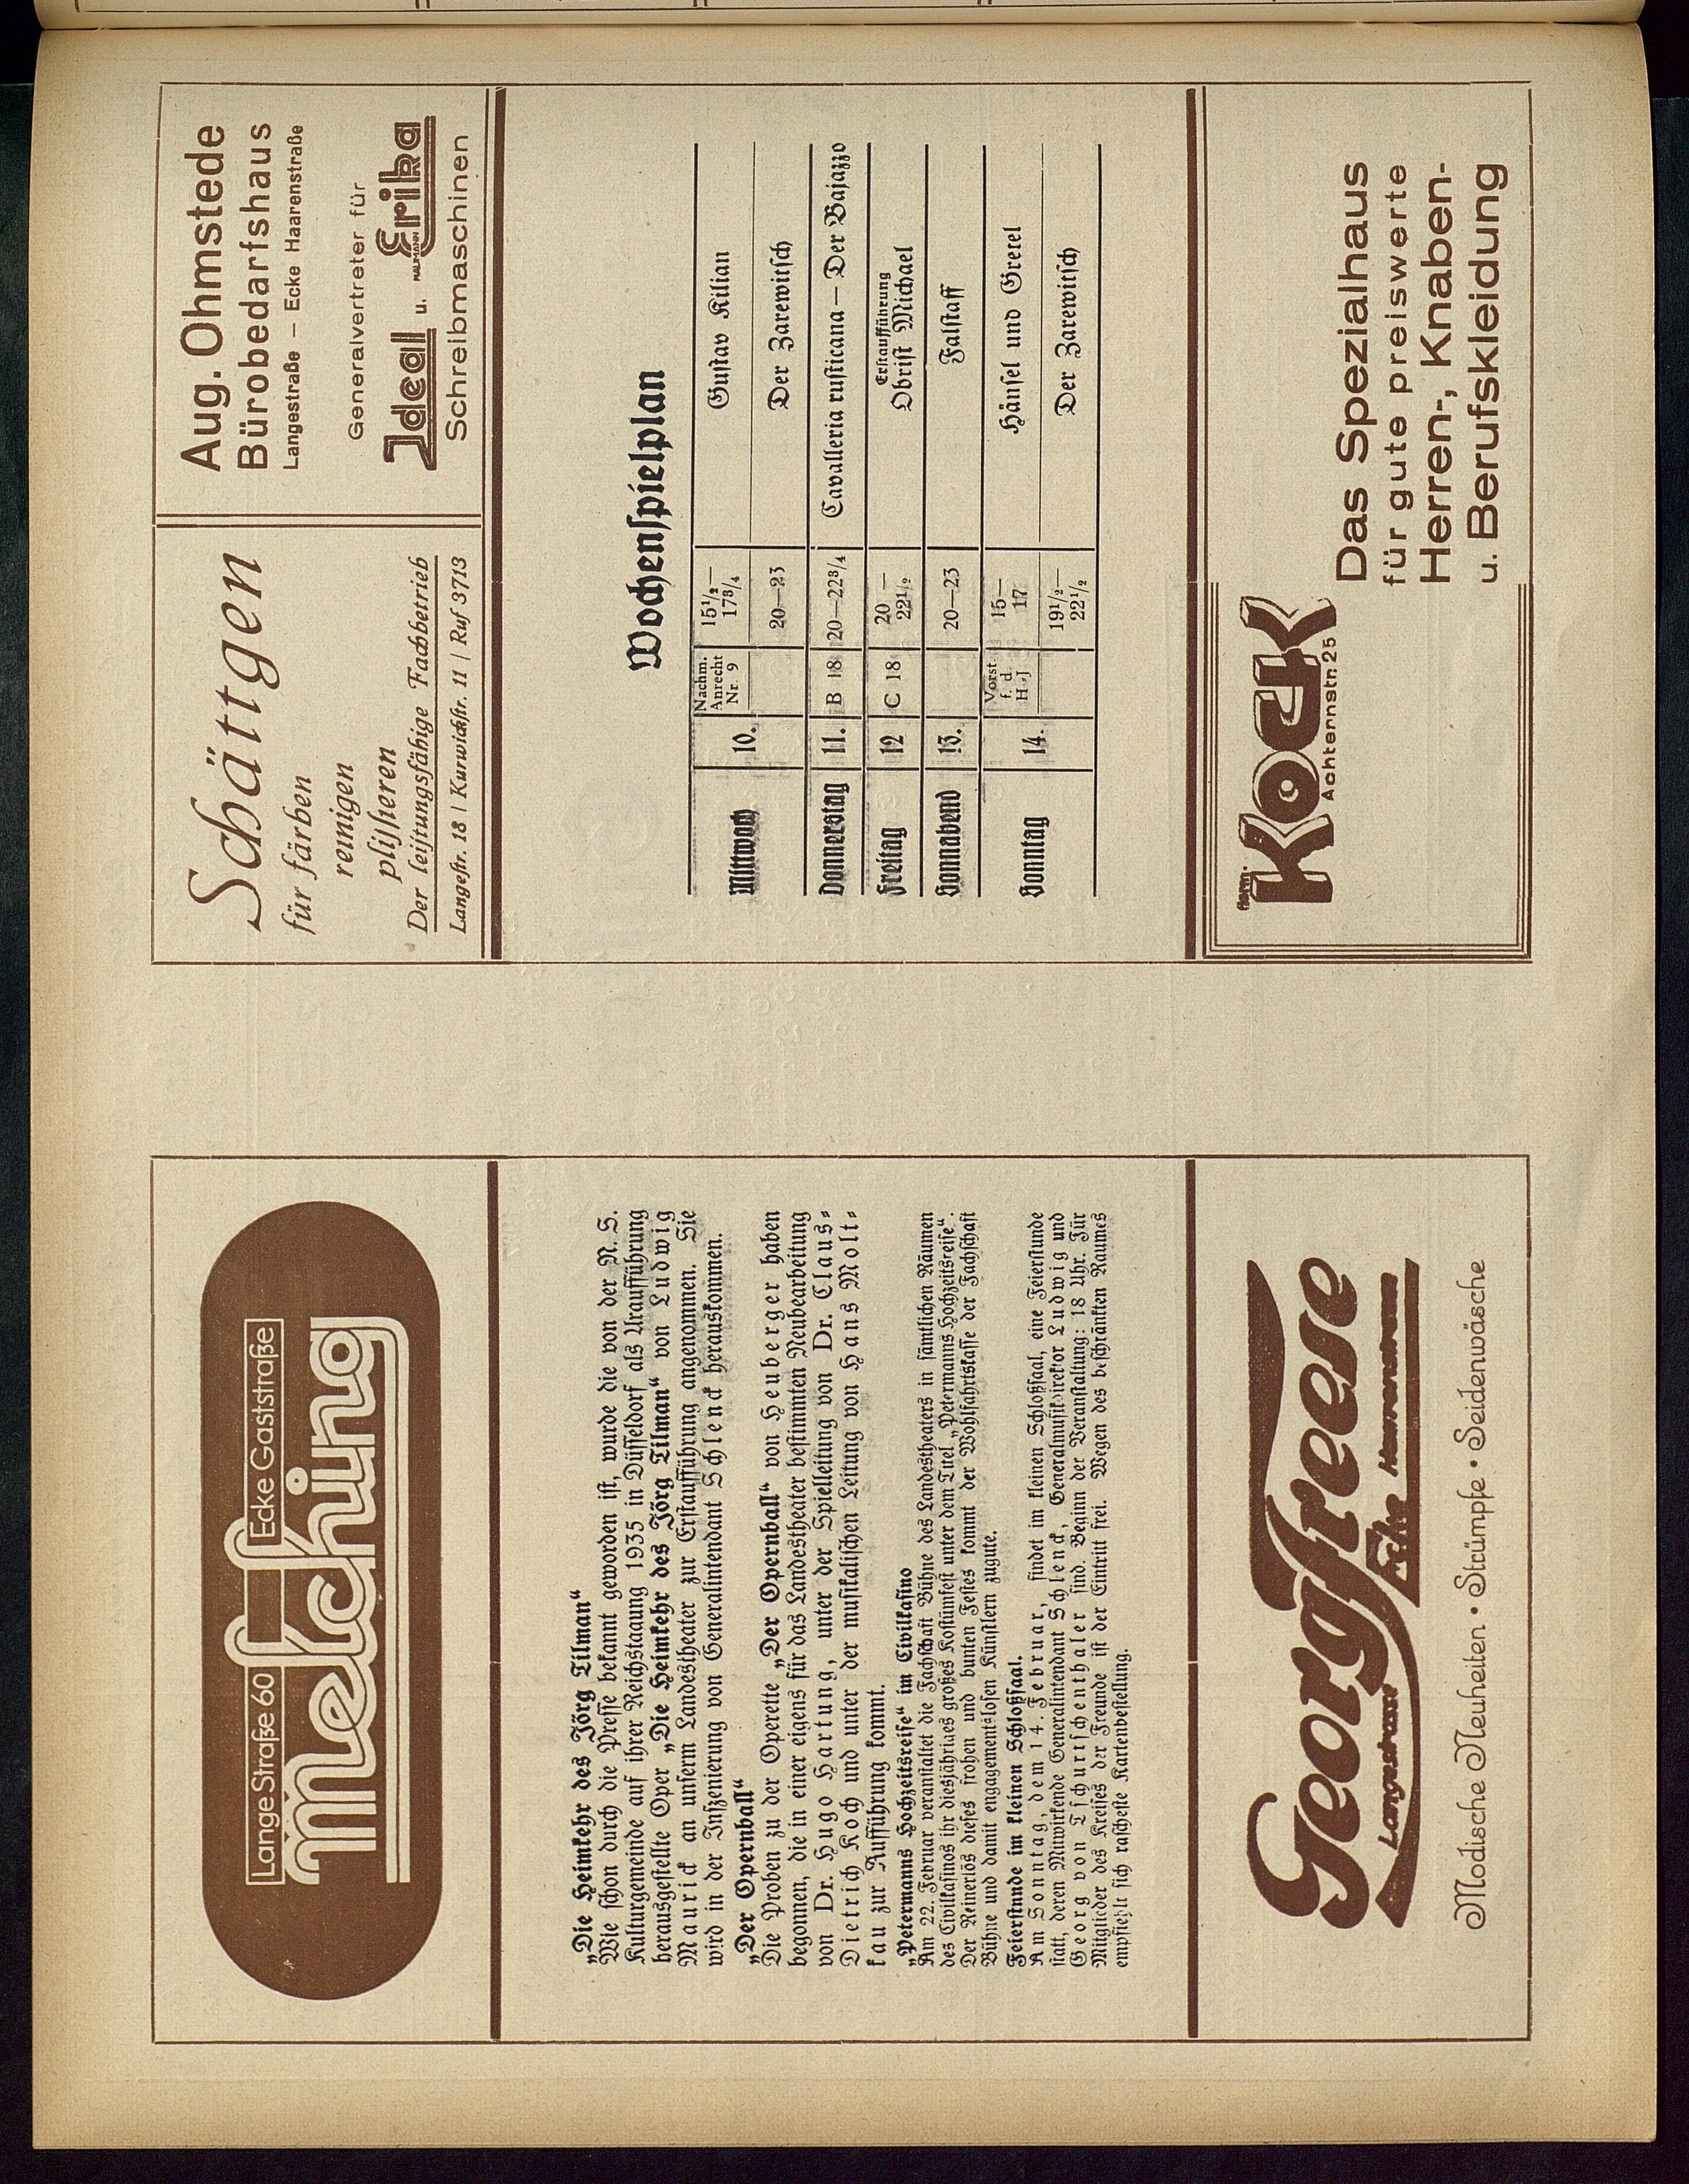 Lange Straße 60
Ecke Gaststraße
Melching
„Die Heimkehr des Jörg Tilman“
Wie schon durch die Presse bekannt geworden ist, wurde die von der N. S.
Kulturgemeinde auf ihrer Reichstagung 1935 in Düsseldorf als Uraufführung
herausgestellte Oper „Die Heimkehr des Jörg Tilman“ von Ludwig
Maurick an unserm Landestheater zur Erstaufführung angenommen. Sie
wird in der Inszenierung von Generalintendant Schlenck herauskommen.
„Der Opernball“
Die Proben zu der Operette „Der Opernball“ von Heuberger haben
begonnen, die in einer eigens für das Landestheater bestimmten Neubearbeitung
von Dr. Hugo Hartung, unter der Spielleitung von Dr. Claus-
Dietrich Koch und unter der musikalischen Leitung von Hans Molt-
kau zur Aufführung kommt.
„Petermanns Hochzeitsreise“ im Civilkasino
Am 22. Februar veranstaltet die Fachschaft Bühne des Landestheaters in sämtlichen Räumen
des Civilkasinos ihr diesjähriges großes Kostümfest unter dem Titel „Petermanns Hochzeitsreise“.
Der Reinerlös dieses frohen und bunten Festes kommt der Wohlfahrtskasse der Fachschaft
Bühne und damit engagementslosen Künstlern zugute.
Feierstunde im kleinen Schloßsaal.
Am Sonntag, dem 14. Februar, findet im kleinen Schloßsaal, eine Feierstunde
statt, deren Mitwirkende Generalintendant Schlenck, Generalmusikdirektor Ludwig und
Georg von Tschurtschenthaler sind. Beginn der Veranstaltung: 18 Uhr. Für
Mitglieder des Kreises der Freunde ist der Eintritt frei. Wegen des beschränkten Raumes
empfiehlt sich rascheste Kartenbestellung.
Georg Freese
Langestrasse Ecke Haarenstrasse
Modische Neuheiten • Strümpfe • Seidenwäsche
Schättgen
für färben
reinigen
plissieren
Der leistungsfähige Fachbetrieb
Langestr. 18 | Kurwickstr. 11 | Ruf 3713
Aug. Ohmstede
Bürobedarfshaus
Langestraße – Ecke Haarenstraße
Generalvertreter für
Ideal u. NAUMANN Erika
Schreibmaschinen
Wochenspielplan
Mittwoch 10. Nachm. Anrecht Nr. 9 15½—17¾ Gustav Kilian
20—23 Der Zarewitsch
Donnerstag 11. B 18 20—22¾ Cavalleria rusticana — Der Bajazzo
Freitag 12 C 18 20—22½ Erstaufführung Obrist Michael
Sonnabend 13. 20—23 Falstaff
Sonntag 14. Vorst f. d. H-J 15—17 Hänsel und Gretel
19½—22½ Der Zarewitsch
Herm.
Kock
Achternstr. 25
Das Spezialhaus
für gute preiswerte
Herren-, Knaben-
u. Berufskleidung